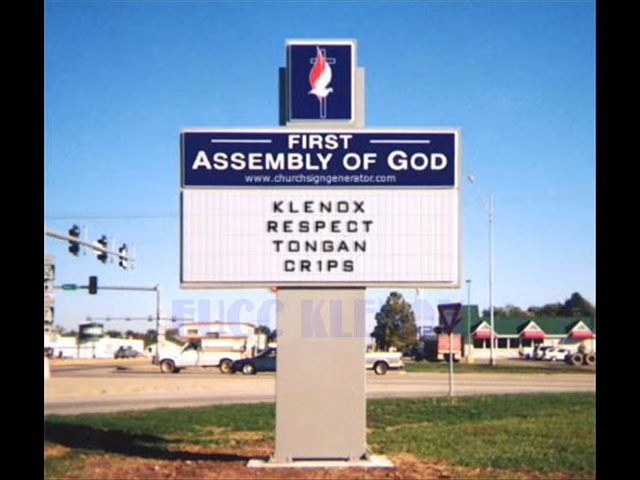 FIRST
ASSEMBLY OF GOD
www.churchsigngenerator.com
KLENOX
RESPECT
TONGAN
CR1PS